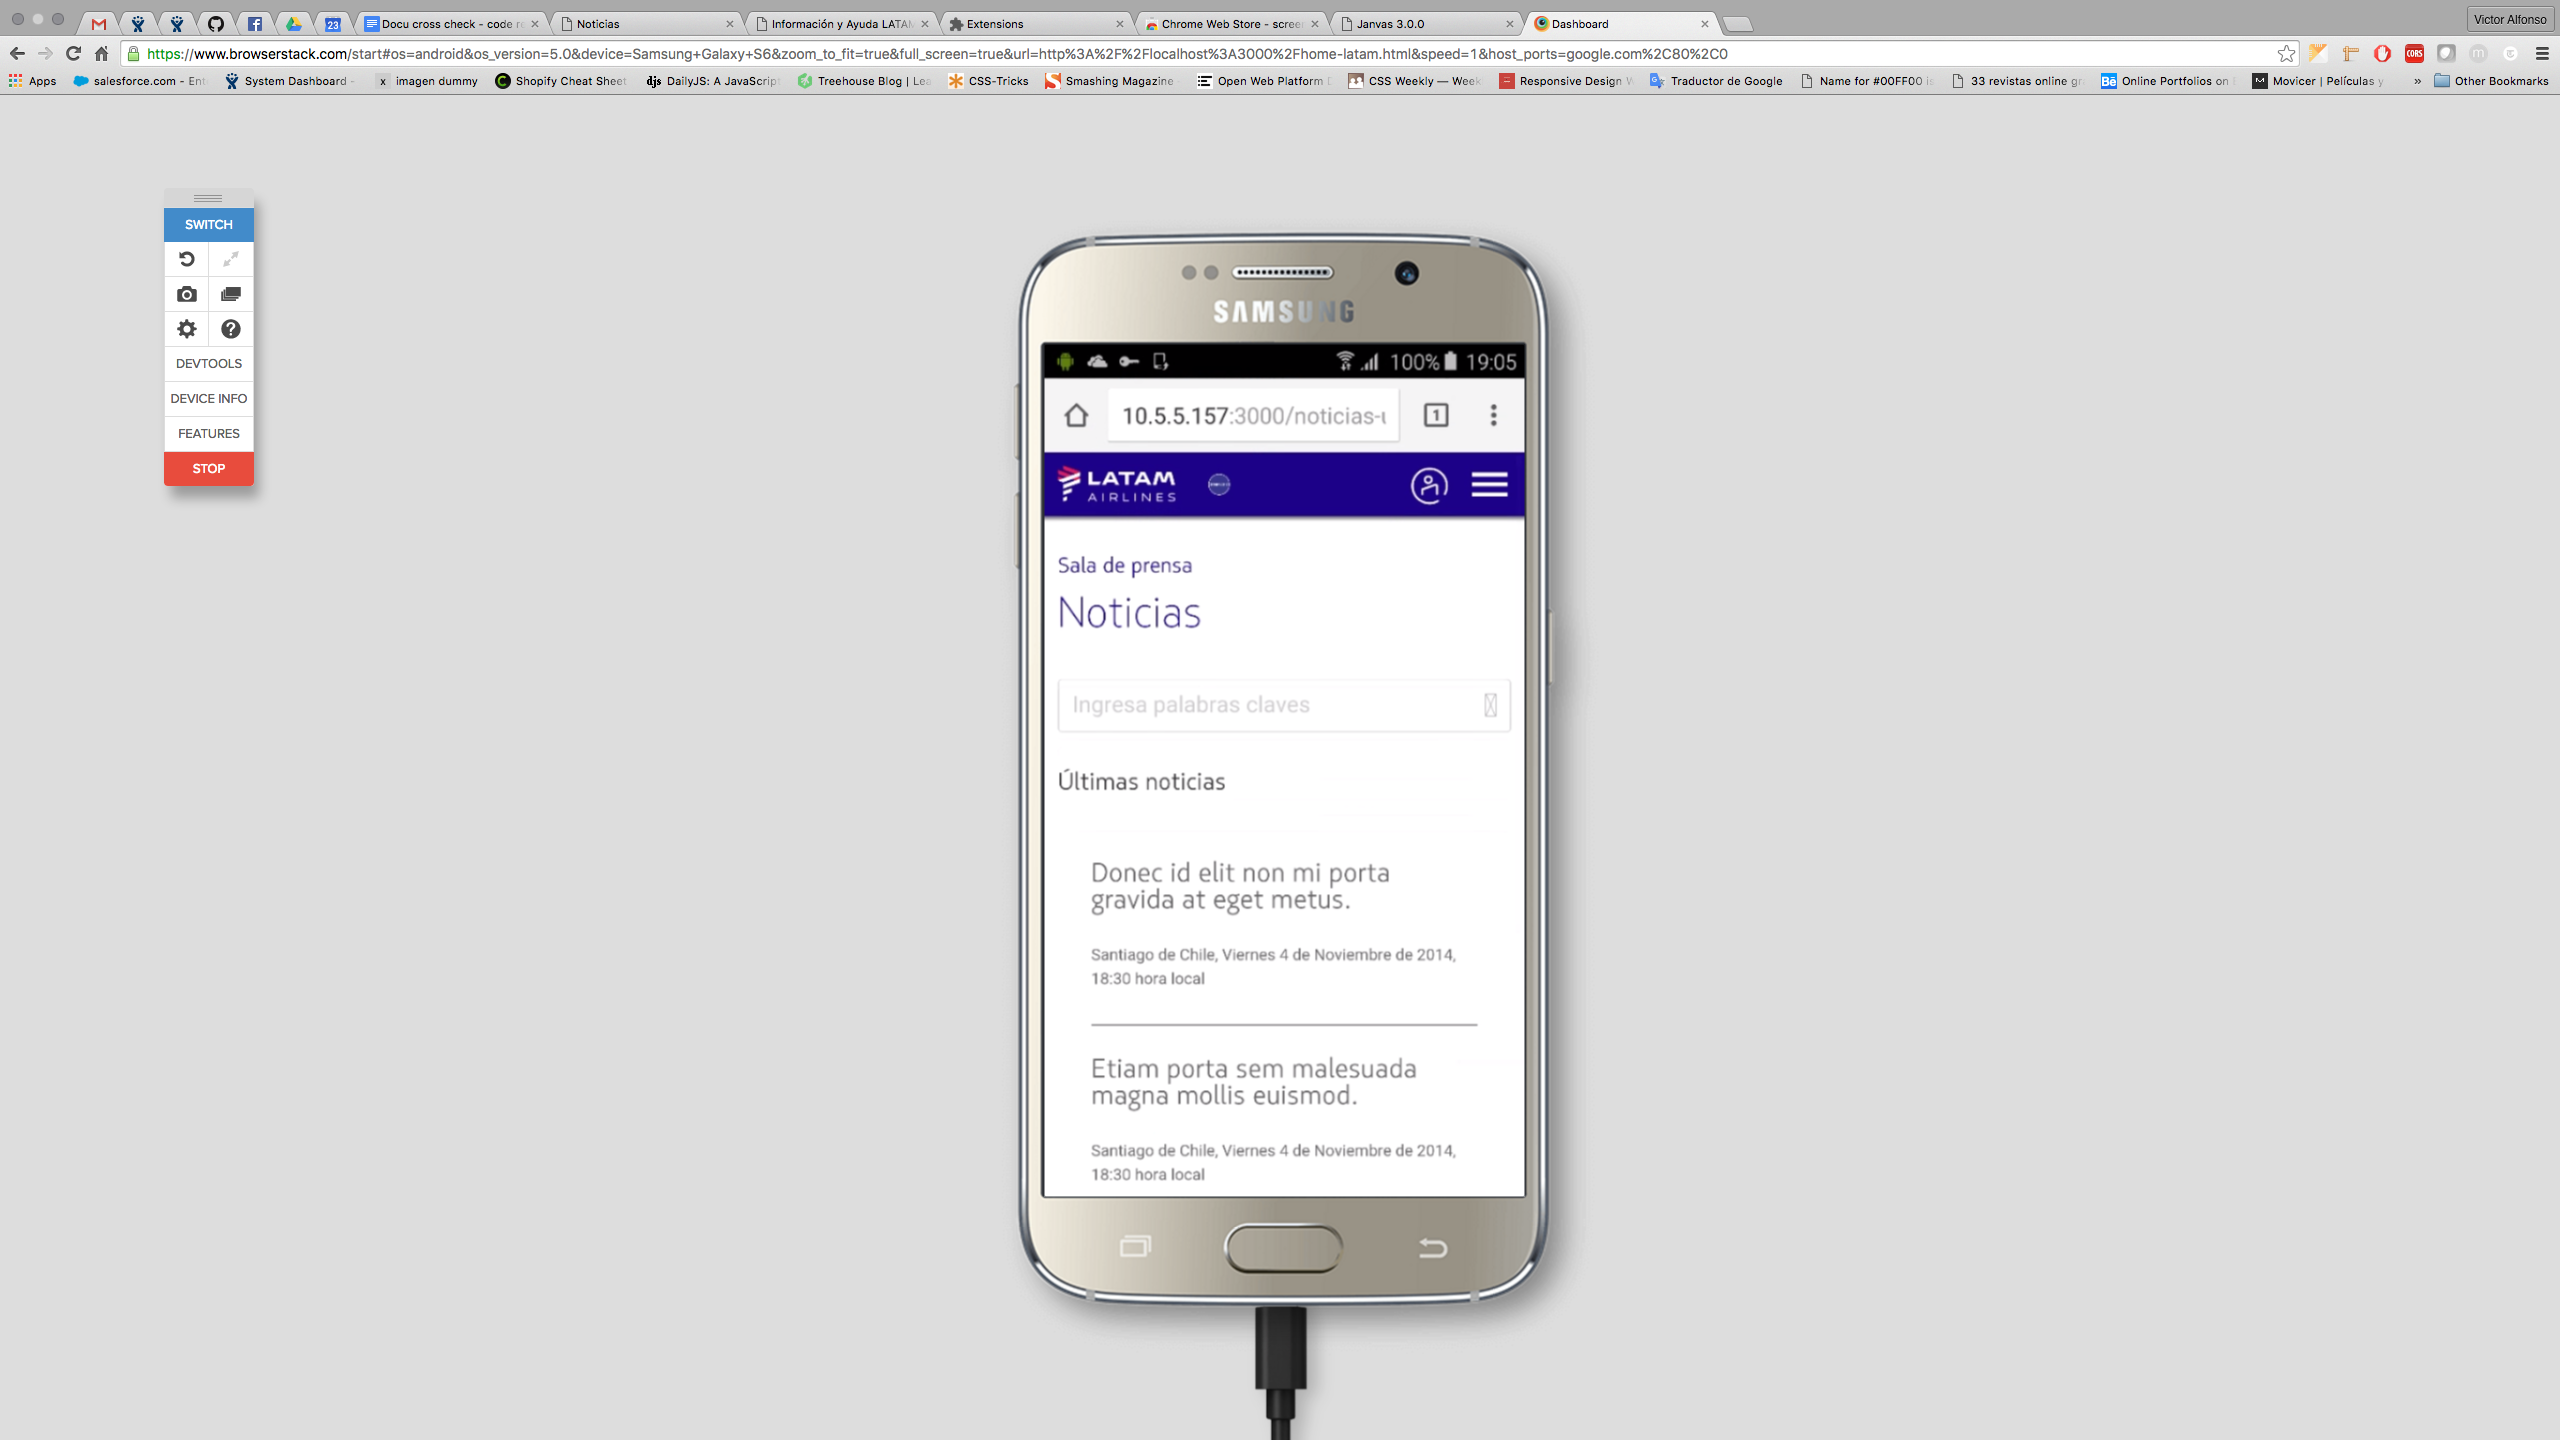 23
Docu cross check - code re
Noticias
Información y Ayuda LATAM
Extensions
Chrome Web Store - screen
Janvas 3.0.0
Dashboard
Victor Alfonso
https://www.browserstack.com/start#os=android&os_version=5.0&device=Samsung+Galaxy+S6&zoom_to_fit=true&full_screen=true&url=http%3A%2F%2Flocalhost%3A3000%2Fhome-latam.html&speed=1&host_ports=google.com%2C80%2C0
CORS
m
Apps
salesforce.com - Ent
System Dashboard -
x imagen dummy
Shopify Cheat Sheet
djs DailyJS: A JavaScript
Treehouse Blog | Lea
CSS-Tricks
Smashing Magazine
Open Web Platform D
CSS Weekly — Week
Responsive Design W
Traductor de Google
Name for #00FF00 is
33 revistas online gr
Bē Online Portfolios on
M Movicer | Películas y
»
Other Bookmarks
SWITCH
DEVTOOLS
DEVICE INFO
FEATURES
STOP
SAMSUNG
100% 19:05
10.5.5.157:3000/noticias-u
1
LATAM
AIRLINES
Sala de prensa
Noticias
Ingresa palabras claves
Últimas noticias
Donec id elit non mi porta
gravida at eget metus.
Santiago de Chile, Viernes 4 de Noviembre de 2014,
18:30 hora local
Etiam porta sem malesuada
magna mollis euismod.
Santiago de Chile, Viernes 4 de Noviembre de 2014,
18:30 hora local